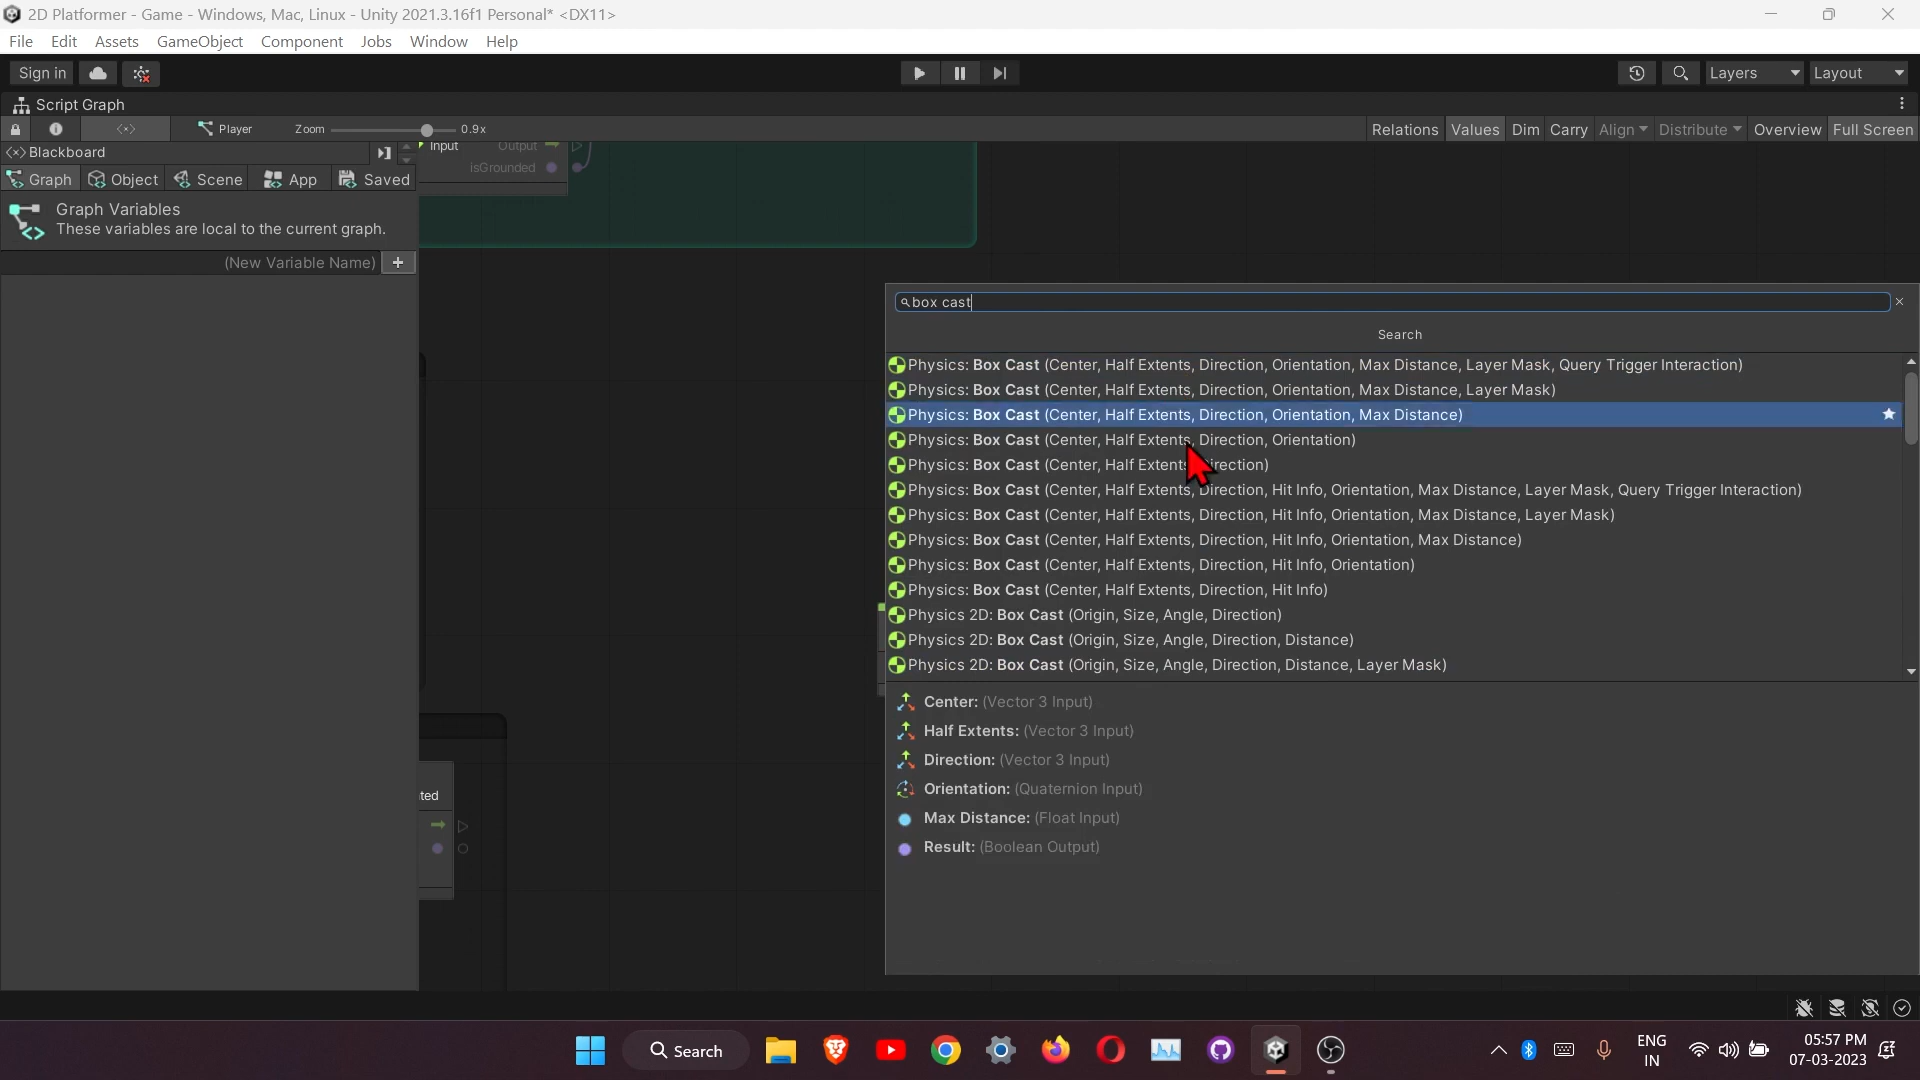 2D Platformer - Game - Windows, Mac, Linux - Unity 2021.3.16f1 Personal* <DX11>
File Edit Assets GameObject Component Jobs Window Help
Sign in Layers Layout
Script Graph
Player Zoom 0.9x Relations Values Dim Carry Align Distribute Overview Full Screen
<x> Blackboard
Input Output
isGrounded
Graph Object Scene App Saved
Graph Variables
These variables are local to the current graph.
(New Variable Name) +
box cast
Search
Physics: Box Cast (Center, Half Extents, Direction, Orientation, Max Distance, Layer Mask, Query Trigger Interaction)
Physics: Box Cast (Center, Half Extents, Direction, Orientation, Max Distance, Layer Mask)
Physics: Box Cast (Center, Half Extents, Direction, Orientation, Max Distance)
Physics: Box Cast (Center, Half Extents, Direction, Orientation)
Physics: Box Cast (Center, Half Extents, Direction)
Physics: Box Cast (Center, Half Extents, Direction, Hit Info, Orientation, Max Distance, Layer Mask, Query Trigger Interaction)
Physics: Box Cast (Center, Half Extents, Direction, Hit Info, Orientation, Max Distance, Layer Mask)
Physics: Box Cast (Center, Half Extents, Direction, Hit Info, Orientation, Max Distance)
Physics: Box Cast (Center, Half Extents, Direction, Hit Info, Orientation)
Physics: Box Cast (Center, Half Extents, Direction, Hit Info)
Physics 2D: Box Cast (Origin, Size, Angle, Direction)
Physics 2D: Box Cast (Origin, Size, Angle, Direction, Distance)
Physics 2D: Box Cast (Origin, Size, Angle, Direction, Distance, Layer Mask)
Center: (Vector 3 Input)
Half Extents: (Vector 3 Input)
Direction: (Vector 3 Input)
Orientation: (Quaternion Input)
Max Distance: (Float Input)
Result: (Boolean Output)
ted
Search
ENG
IN
05:57 PM
07-03-2023